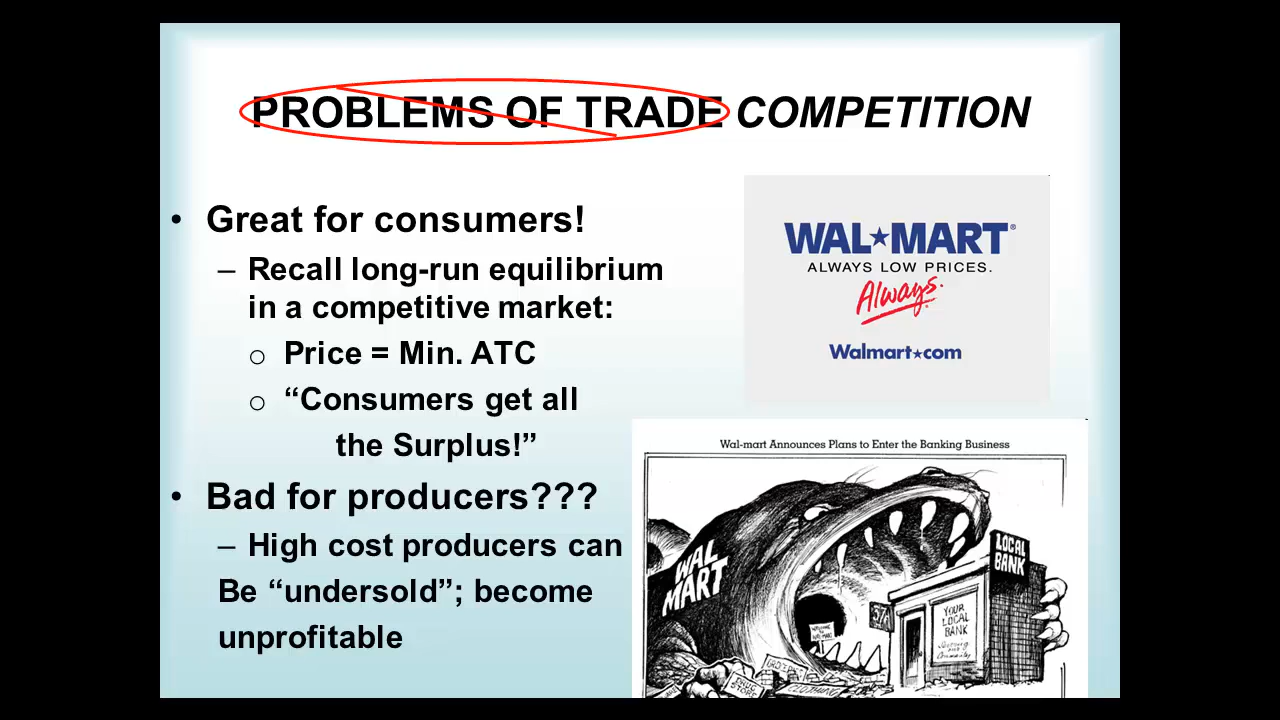 PROBLEMS OF TRADE COMPETITION
• Great for consumers!
– Recall long-run equilibrium
in a competitive market:
o Price = Min. ATC
o “Consumers get all
the Surplus!”
• Bad for producers???
– High cost producers can
Be “undersold”; become
unprofitable
WAL★MART®
ALWAYS LOW PRICES.
Always.
Walmart★com
Wal-mart Announces Plans to Enter the Banking Business
WAL
MART
LOCAL
BANK
YOUR
LOCAL
BANK